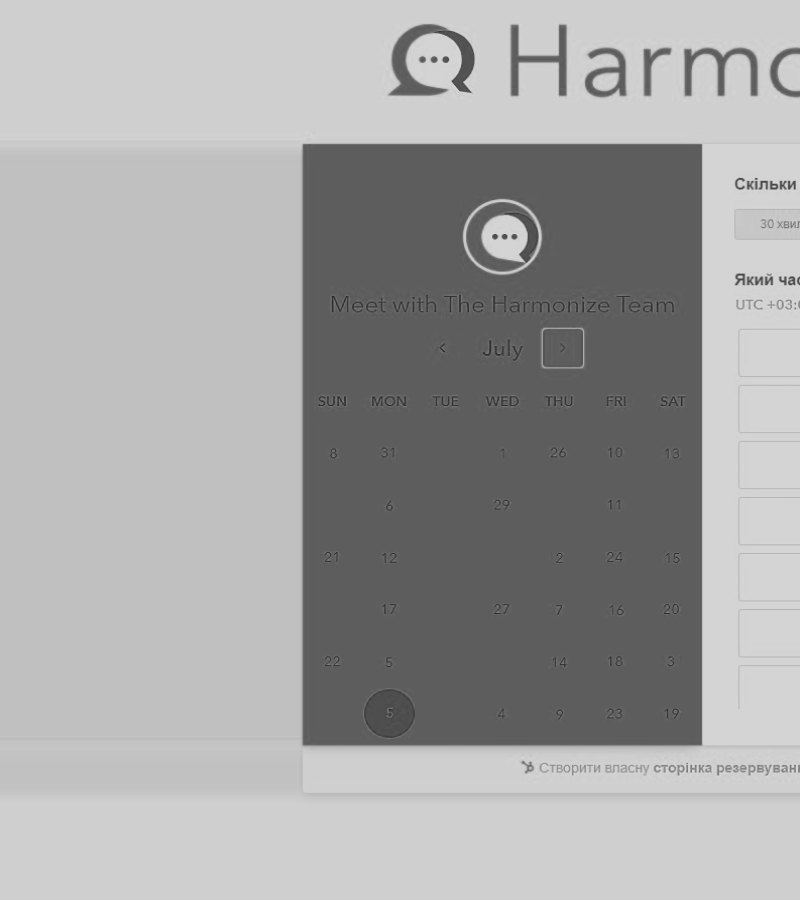 Harmo
Скільки
30 хвил
Meet with The Harmonize Team
Який час
UTC +03:0
‹ July ›
SUN MON TUE WED THU FRI SAT
8 31 1 26 10 13
6 29 11
21 12 2 24 15
17 27 7 16 20
22 5 14 18 3
5 4 9 23 19
Створити власну сторінка резервуван